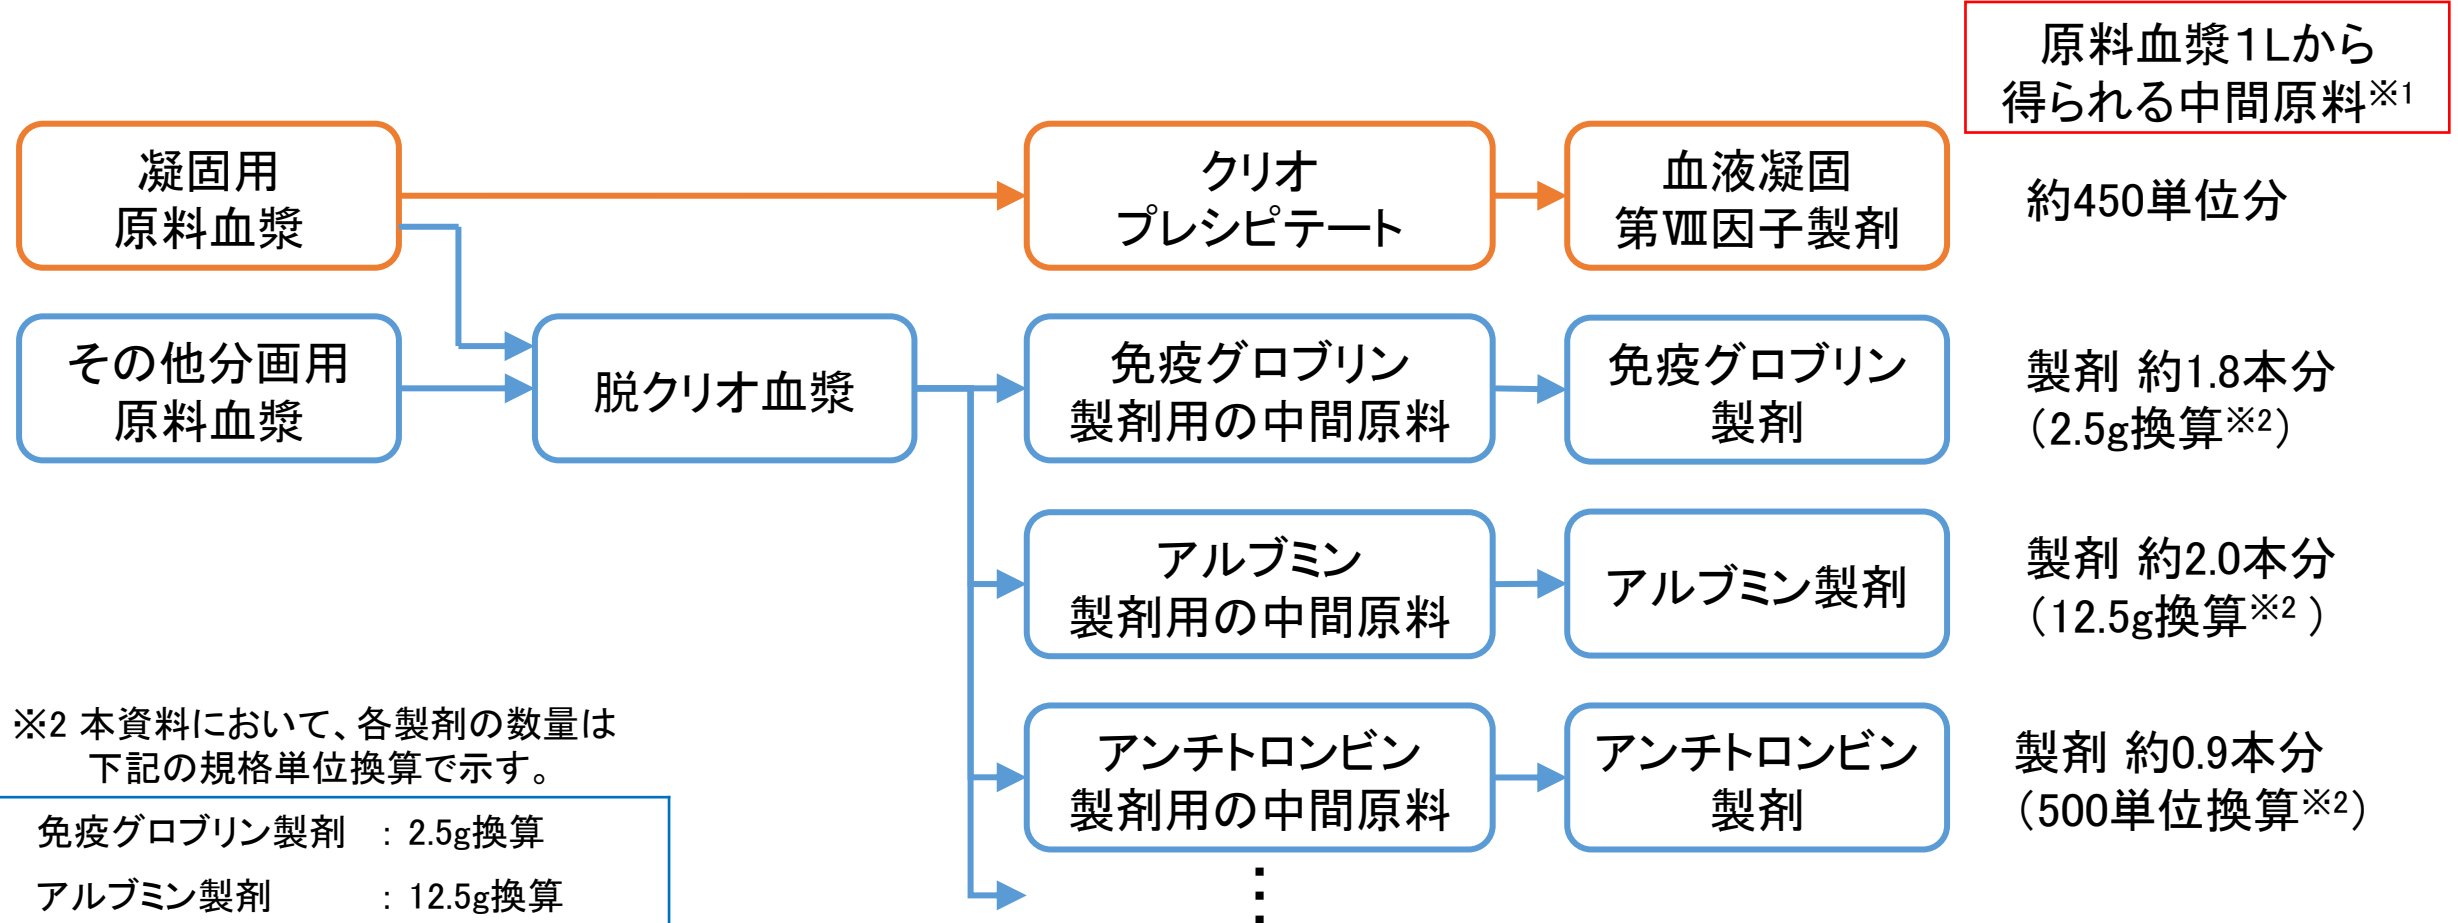 原料血漿1Lから
得られる中間原料※1
凝固用
原料血漿
クリオ
プレシピテート
血液凝固
第Ⅷ因子製剤
約450単位分
その他分画用
原料血漿
脱クリオ血漿
免疫グロブリン
製剤用の中間原料
免疫グロブリン
製剤
製剤 約1.8本分
（2.5g換算※2）
アルブミン
製剤用の中間原料
アルブミン製剤
製剤 約2.0本分
（12.5g換算※2 ）
アンチトロンビン
製剤用の中間原料
アンチトロンビン
製剤
製剤 約0.9本分
（500単位換算※2）
※2 本資料において、各製剤の数量は
下記の規格単位換算で示す。
免疫グロブリン製剤 ： 2.5g換算
アルブミン製剤 ： 12.5g換算